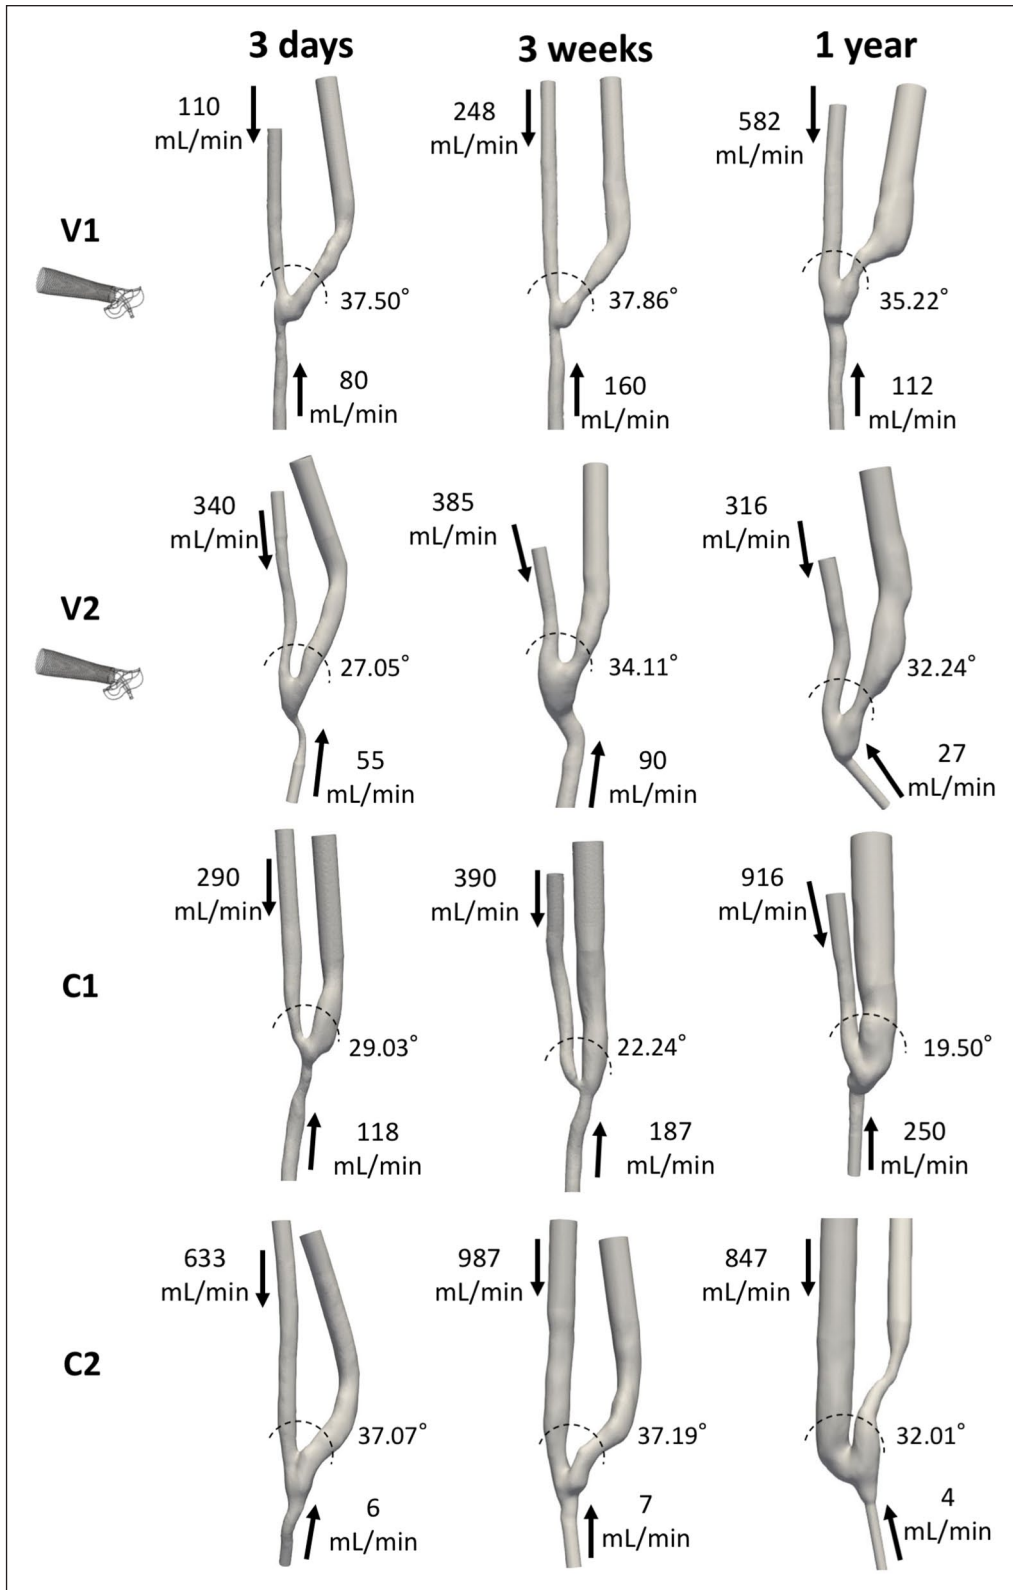 3 days 3 weeks 1 year
110 mL/min
248 mL/min
582 mL/min
V1
37.50°
37.86°
35.22°
80 mL/min
160 mL/min
112 mL/min
340 mL/min
385 mL/min
316 mL/min
V2
27.05°
34.11°
32.24°
55 mL/min
90 mL/min
27 mL/min
290 mL/min
390 mL/min
916 mL/min
C1
29.03°
22.24°
19.50°
118 mL/min
187 mL/min
250 mL/min
633 mL/min
987 mL/min
847 mL/min
C2
37.07°
37.19°
32.01°
6 mL/min
7 mL/min
4 mL/min